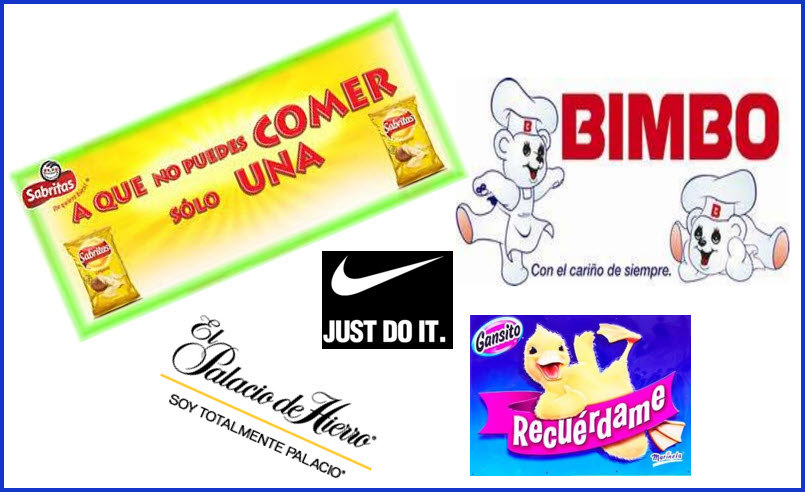 A QUE NO PUEDES COMER
SÓLO UNA
Sabritas
Sabritas
Sabritas
BIMBO
B
B
Con el cariño de siempre.
JUST DO IT.
El
Palacio de Hierro
SOY TOTALMENTE PALACIO
Gansito
Recuérdame
Marinela